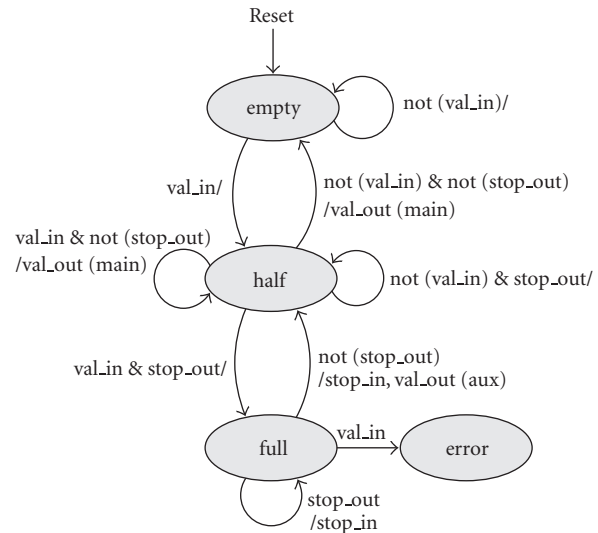 Reset
empty
not (val_in)/
val_in/
not (val_in) & not (stop_out)
/val_out (main)
val_in & not (stop_out)
/val_out (main)
half
not (val_in) & stop_out/
val_in & stop_out/
not (stop_out)
/stop_in, val_out (aux)
full
val_in
error
stop_out
/stop_in